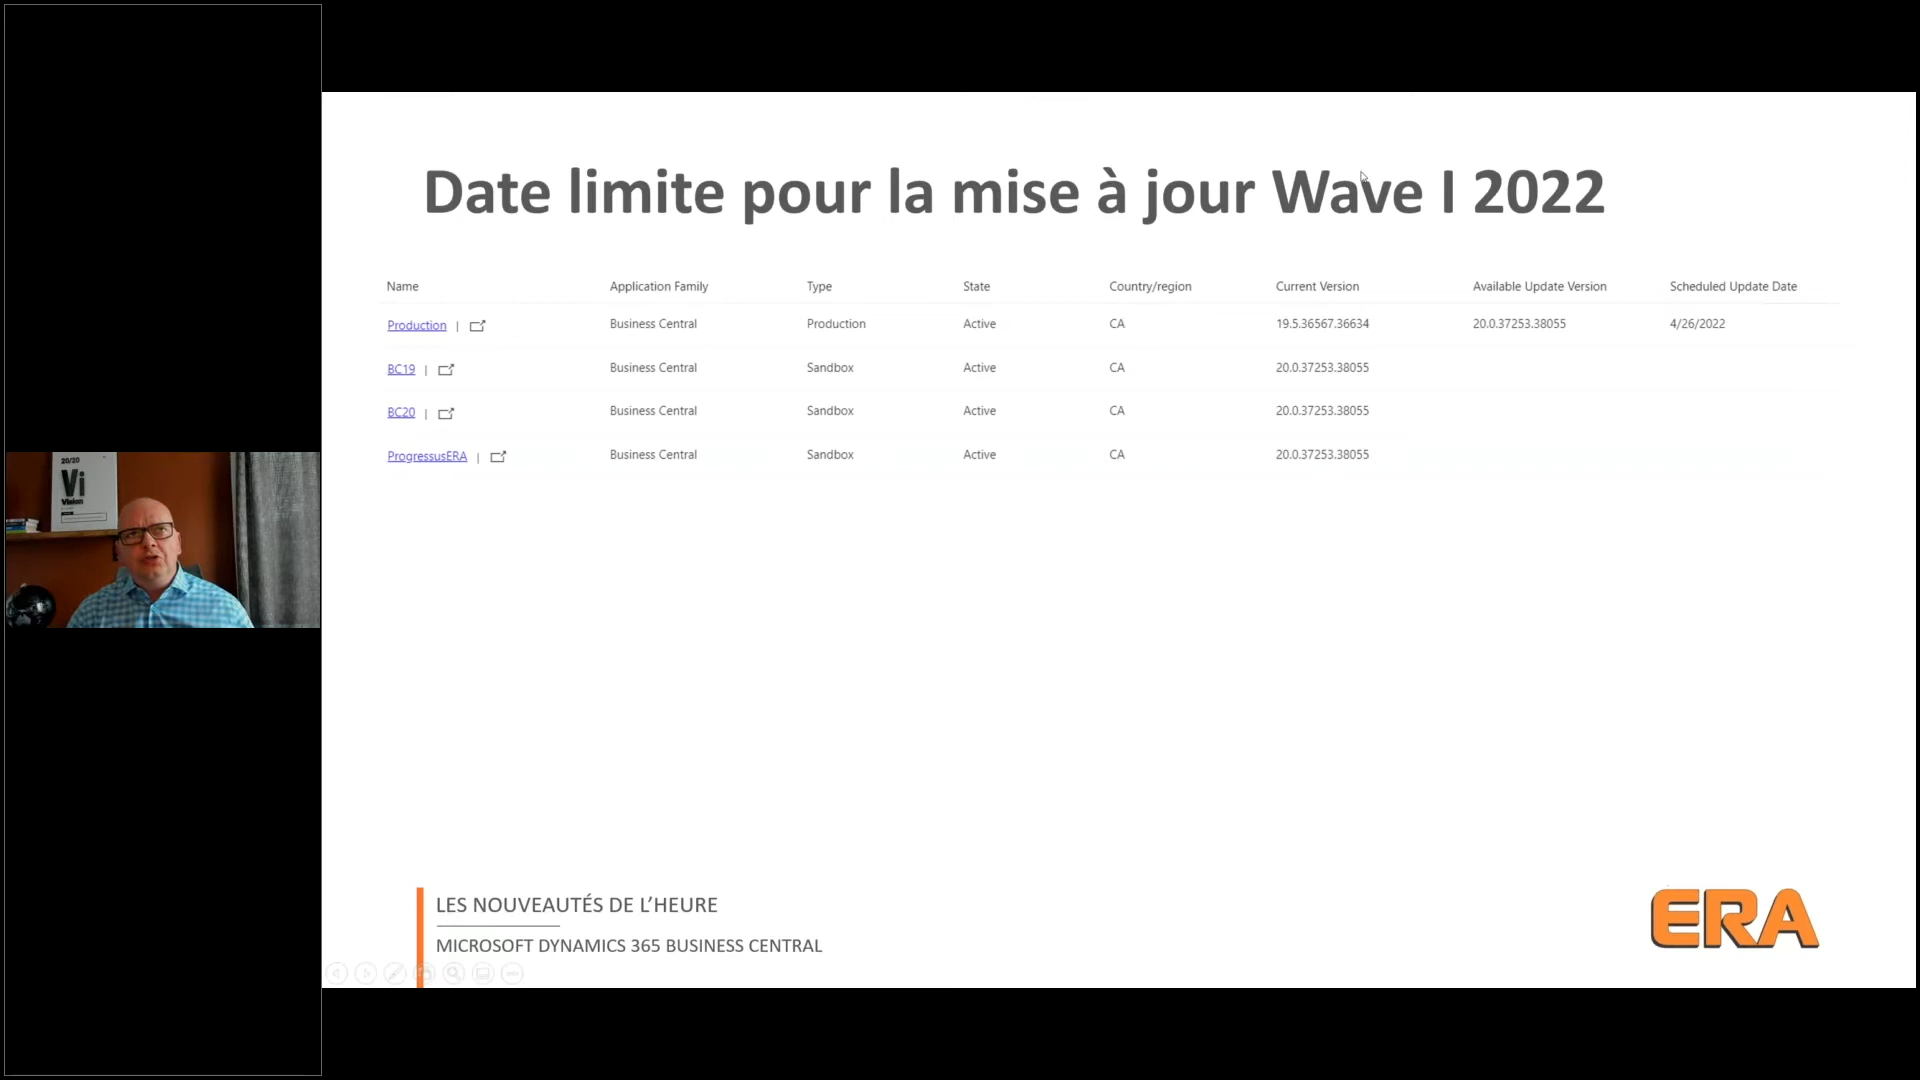 Date limite pour la mise à jour Wave I 2022
Name Application Family Type State Country/region Current Version Available Update Version Scheduled Update Date
Production | Business Central Production Active CA 19.5.36567.36634 20.0.37253.38055 4/26/2022
BC19 | Business Central Sandbox Active CA 20.0.37253.38055
BC20 | Business Central Sandbox Active CA 20.0.37253.38055
ProgressusERA | Business Central Sandbox Active CA 20.0.37253.38055
20/20
Vi
Vision
LES NOUVEAUTÉS DE L’HEURE
MICROSOFT DYNAMICS 365 BUSINESS CENTRAL
ERA